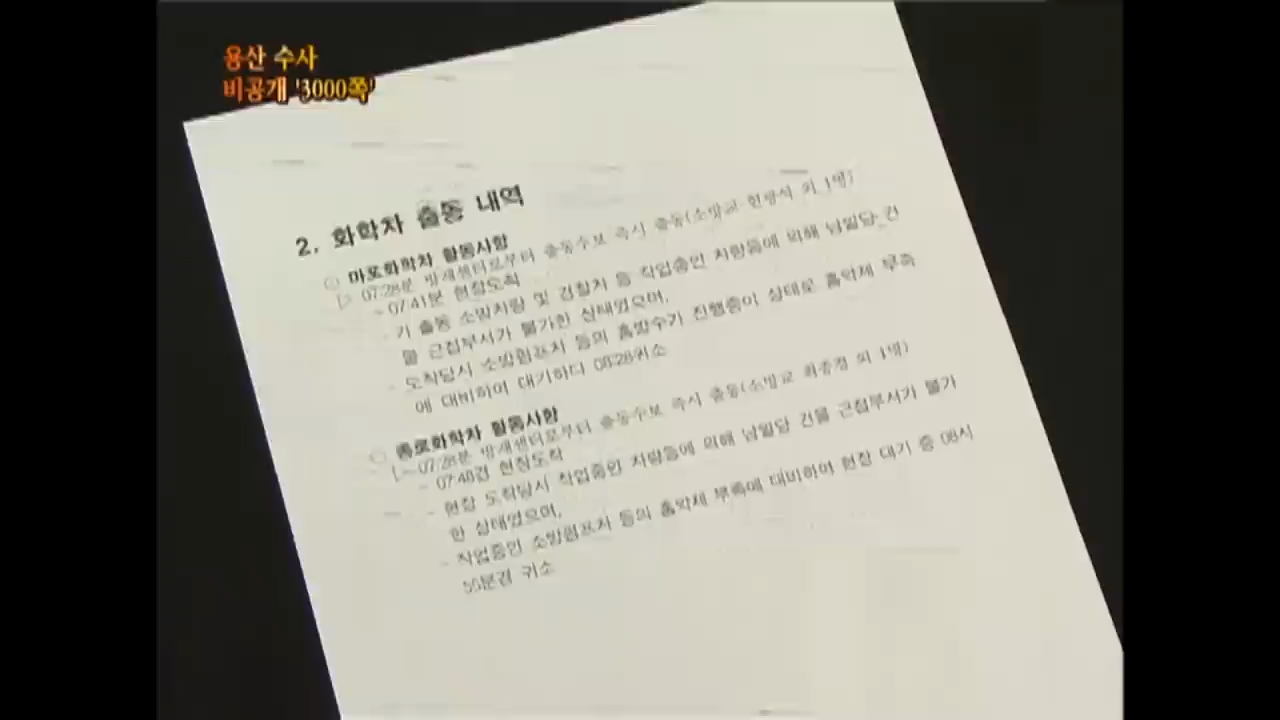 용산 수사
비공개 '3000쪽'
2. 화학차 출동 내역
○ 마포화학차 활동사항
▷ 07:28분 방재센터로부터 출동수보 즉시 출동(소방교 외 1명)
- 07:41분 현장도착
- 기 출동 소방차량 및 경찰차 등 작업중인 차량등에 의해 남일당 건
물 근접부서가 불가한 상태였으며,
- 도착당시 소방펌프차 등의 홈방수가 진행중이 상태로 홈약제 부족
에 대비하여 대기하다 08:28귀소
○ 종로화학차 활동사항
▷ 07:28분 방재센터로부터 출동수보 즉시 출동(소방교 외 1명)
- 07:48경 현장도착
- 현장 도착당시 작업중인 차량등에 의해 남일당 건물 근접부서가 불가
한 상태였으며,
- 작업중인 소방펌프차 등의 홈약제 부족에 대비하여 현장 대기 중 08시
55분경 귀소